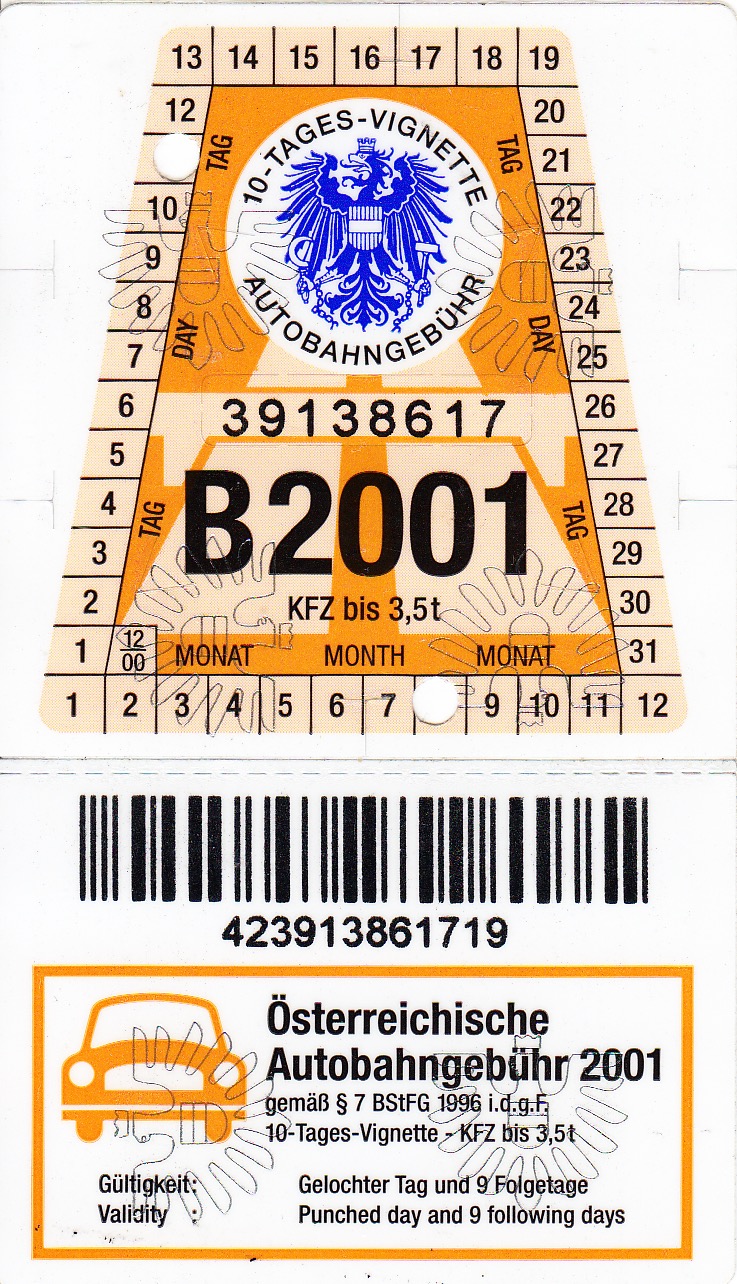 13 14 15 16 17 18 19
12 20
TAG TAG
21
10-TAGES-VIGNETTE
10 22
9 23
8 24
AUTOBAHNGEBÜHR
DAY DAY
7 25
6 26
39138617
5 27
B2001
4 28
TAG TAG
3 29
2 30
KFZ bis 3,5t
1 12/00 MONAT MONTH MONAT 31
1 2 3 4 5 6 7 9 10 11 12
423913861719
Österreichische
Autobahngebühr 2001
gemäß § 7 BStFG 1996 i.d.g.F.
10-Tages-Vignette - KFZ bis 3,5t
Gültigkeit: Gelochter Tag und 9 Folgetage
Validity : Punched day and 9 following days